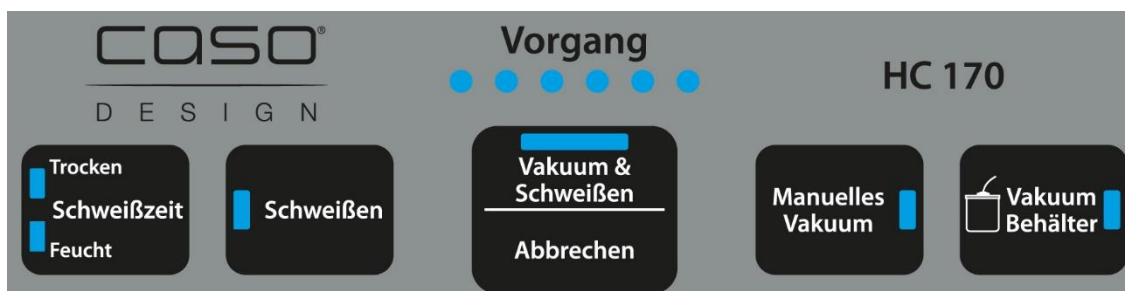 caso®
DESIGN
Vorgang
HC 170
Trocken
Schweißzeit
Feucht
Schweißen
Vakuum &
Schweißen
Abbrechen
Manuelles
Vakuum
Vakuum
Behälter